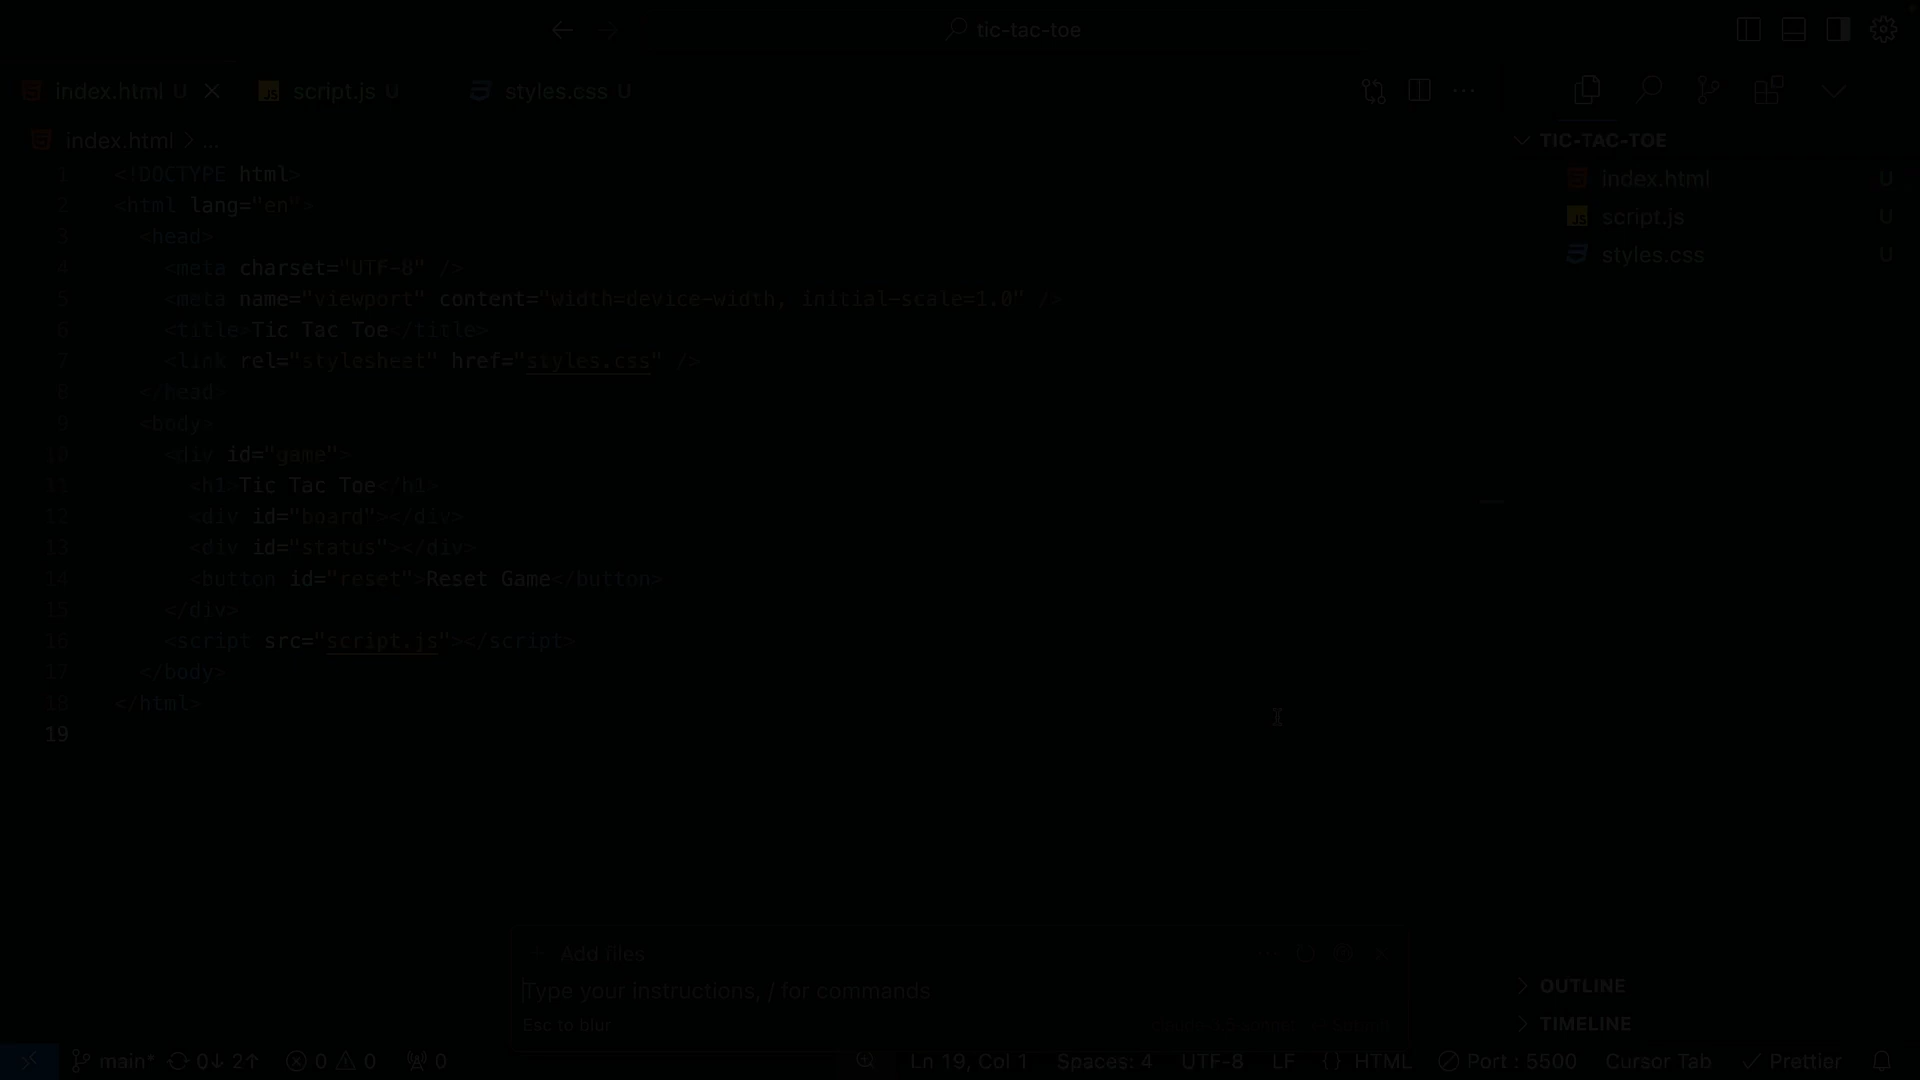 tic-tac-toe
index.html U
script.js U
styles.css U
index.html > ...
TIC-TAC-TOE
index.html U
script.js U
styles.css U
1 <!DOCTYPE html>
2 <html lang="en">
3 <head>
4 <meta charset="UTF-8" />
5 <meta name="viewport" content="width=device-width, initial-scale=1.0" />
6 <title>Tic Tac Toe</title>
7 <link rel="stylesheet" href="styles.css" />
8 </head>
9 <body>
10 <div id="game">
11 <h1>Tic Tac Toe</h1>
12 <div id="board"></div>
13 <div id="status"></div>
14 <button id="reset">Reset Game</button>
15 </div>
16 <script src="script.js"></script>
17 </body>
18 </html>
19
+ Add files
Type your instructions, / for commands
Esc to blur
OUTLINE
TIMELINE
main* 0↓ 2↑ 0 0 0
Ln 19, Col 1 Spaces: 4 UTF-8 LF {} HTML Port : 5500 Cursor Tab Prettier